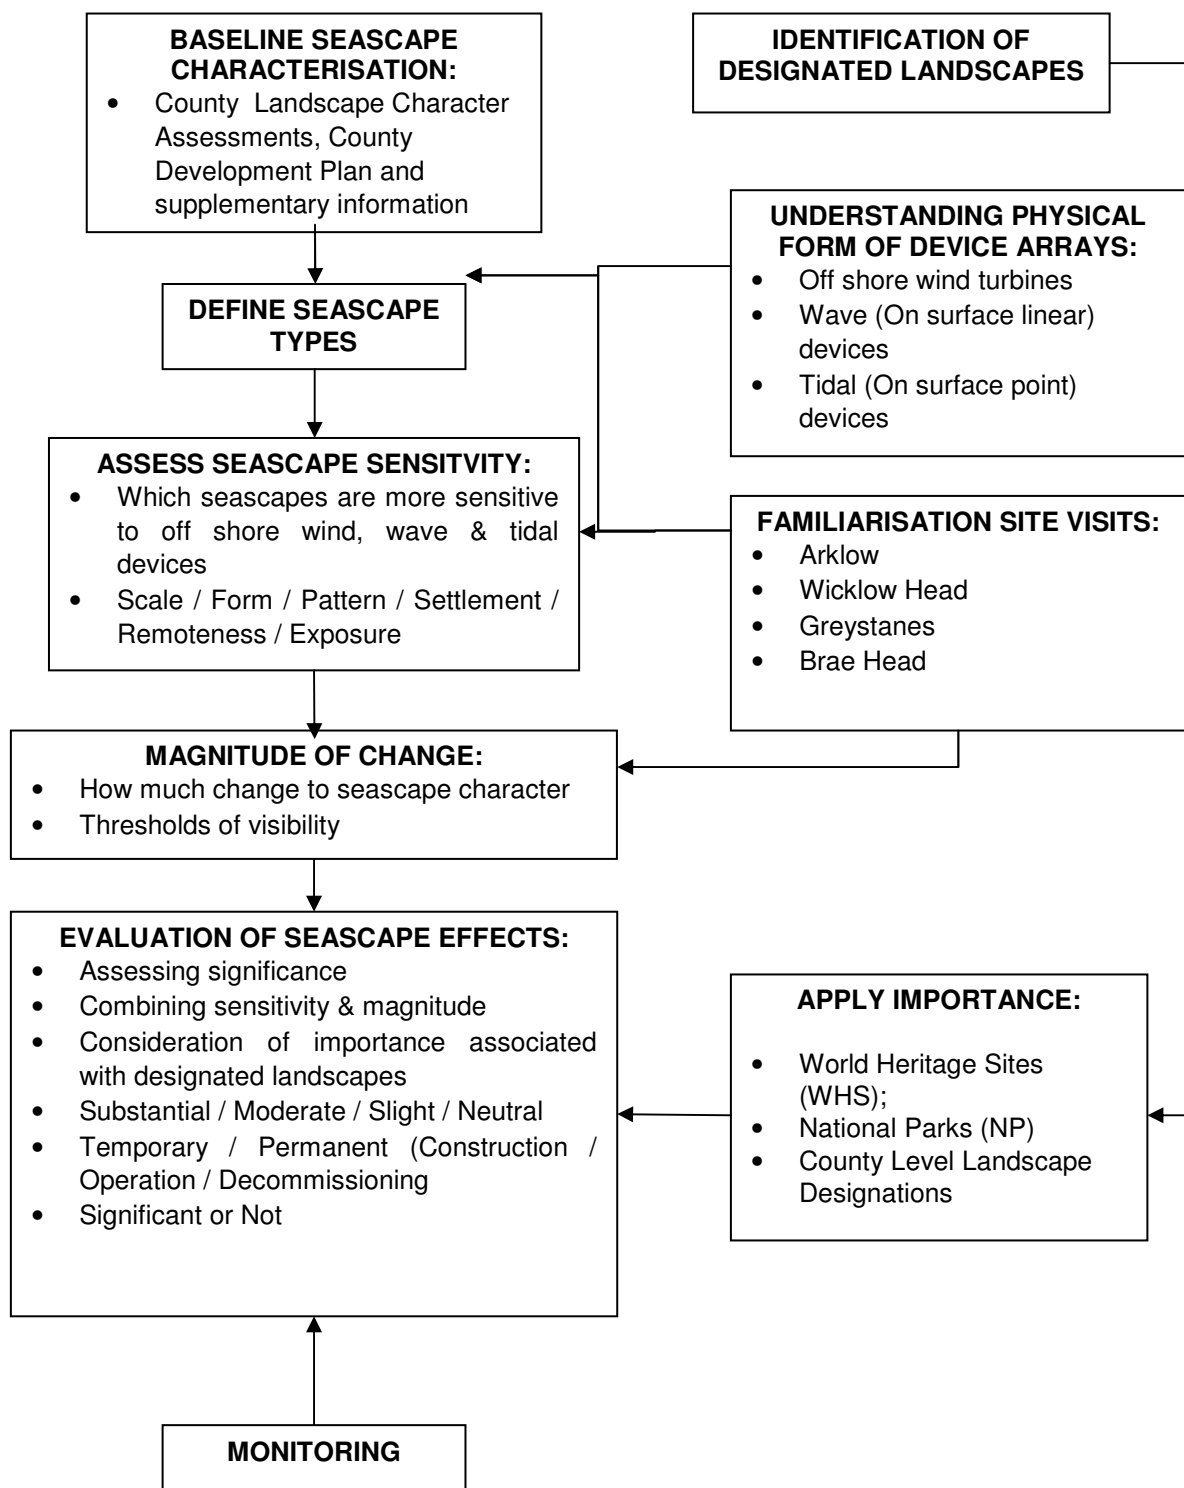 BASELINE SEASCAPE
CHARACTERISATION:
• County Landscape Character
Assessments, County
Development Plan and
supplementary information
IDENTIFICATION OF
DESIGNATED LANDSCAPES
UNDERSTANDING PHYSICAL
FORM OF DEVICE ARRAYS:
• Off shore wind turbines
• Wave (On surface linear)
devices
• Tidal (On surface point)
devices
DEFINE SEASCAPE
TYPES
ASSESS SEASCAPE SENSITVITY:
• Which seascapes are more sensitive
to off shore wind, wave & tidal
devices
• Scale / Form / Pattern / Settlement /
Remoteness / Exposure
FAMILIARISATION SITE VISITS:
• Arklow
• Wicklow Head
• Greystanes
• Brae Head
MAGNITUDE OF CHANGE:
• How much change to seascape character
• Thresholds of visibility
EVALUATION OF SEASCAPE EFFECTS:
• Assessing significance
• Combining sensitivity & magnitude
• Consideration of importance associated
with designated landscapes
• Substantial / Moderate / Slight / Neutral
• Temporary / Permanent (Construction /
Operation / Decommissioning
• Significant or Not
APPLY IMPORTANCE:
• World Heritage Sites
(WHS);
• National Parks (NP)
• County Level Landscape
Designations
MONITORING